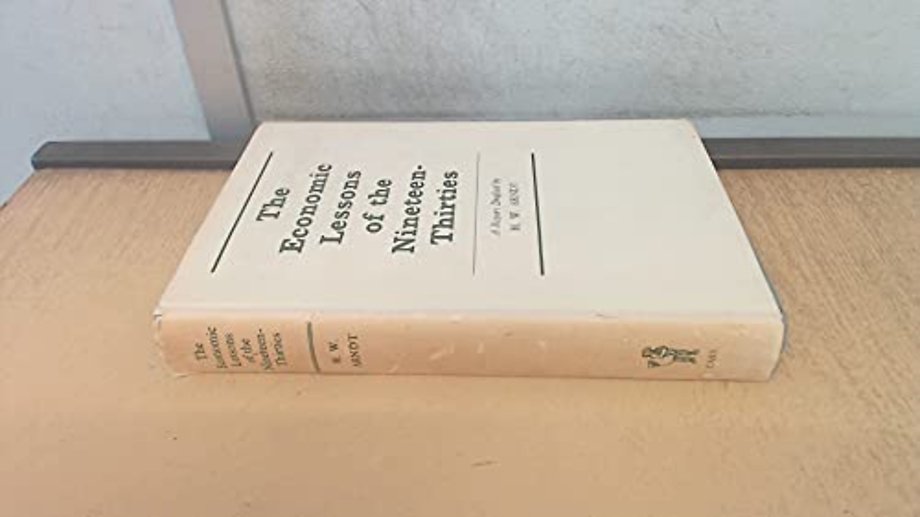 The
Economic
Lessons
of the
Nineteen-
Thirties
A Report Drafted by
H. W. ARNDT
The
Economic
Lessons
of the
Nineteen-
Thirties
H. W.
ARNDT
CASS